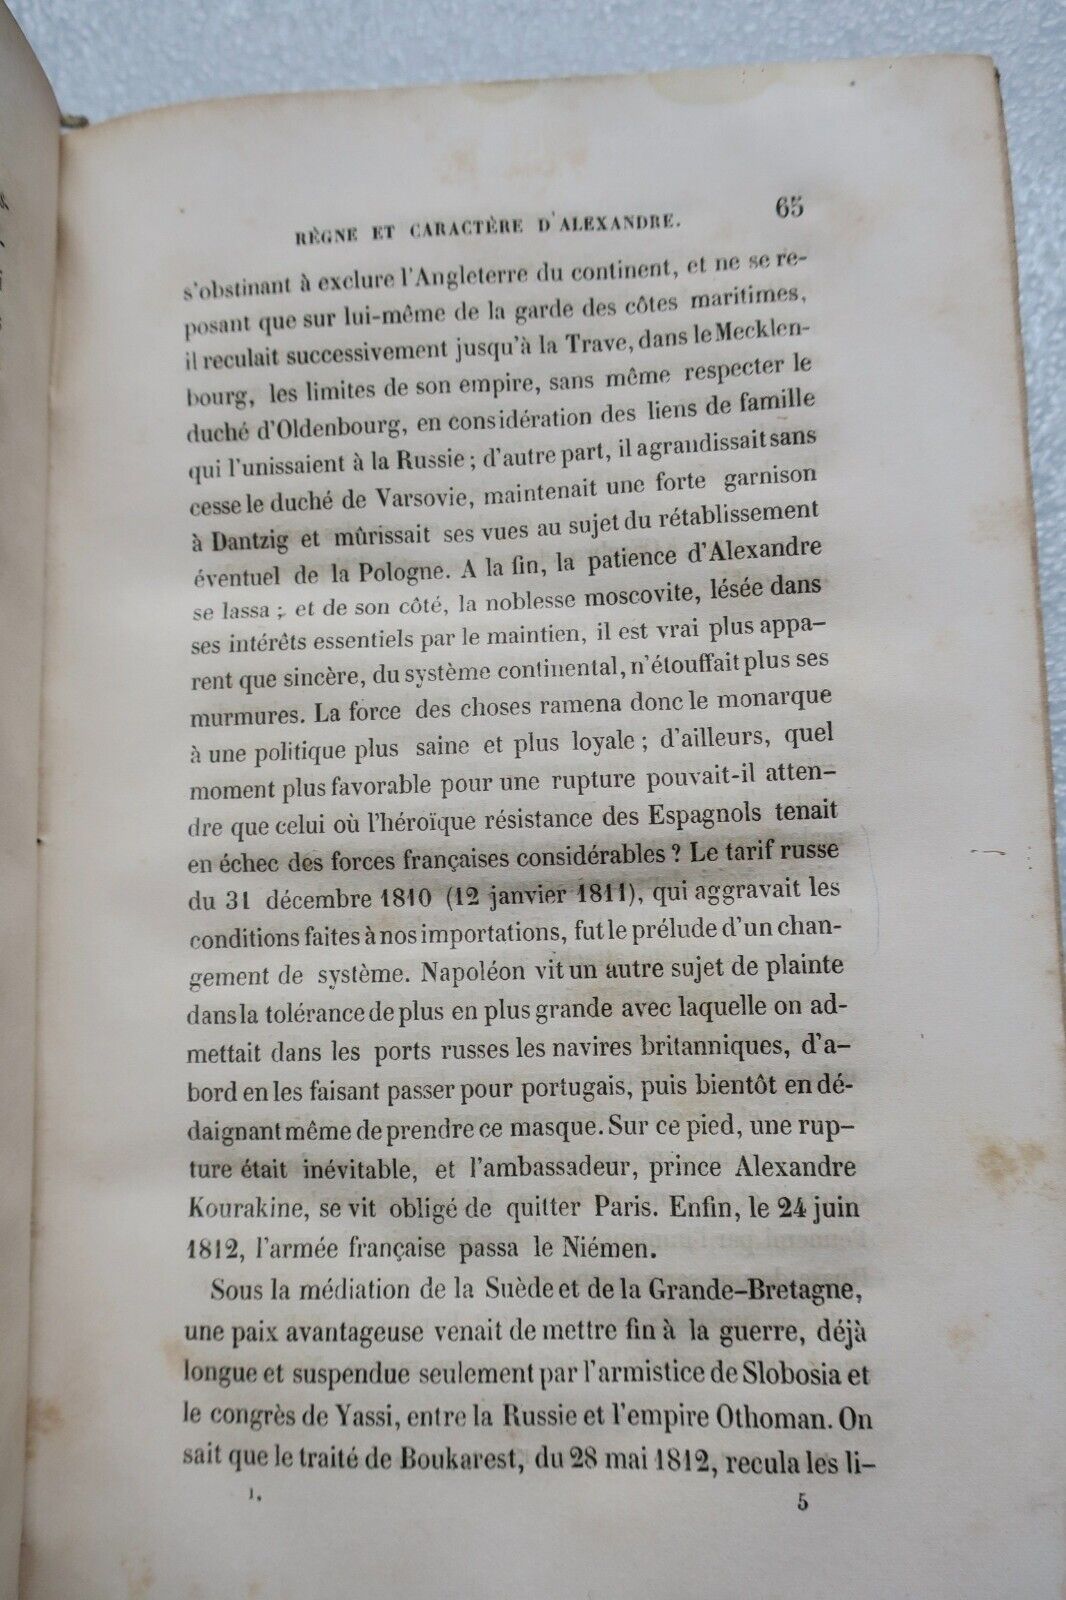 65
RÈGNE ET CARACTÈRE D'ALEXANDRE.
s'obstinant à exclure l'Angleterre du continent, et ne se re-
posant que sur lui-même de la garde des côtes maritimes,
il reculait successivement jusqu'à la Trave, dans le Mecklen-
bourg, les limites de son empire, sans même respecter le
duché d'Oldenbourg, en considération des liens de famille
qui l'unissaient à la Russie; d'autre part, il agrandissait sans
cesse le duché de Varsovie, maintenait une forte garnison
à Dantzig et mûrissait ses vues au sujet du rétablissement
éventuel de la Pologne. A la fin, la patience d'Alexandre
se lassa; et de son côté, la noblesse moscovite, lésée dans
ses intérêts essentiels par le maintien, il est vrai plus appa-
rent que sincère, du système continental, n'étouffait plus ses
murmures. La force des choses ramena donc le monarque
à une politique plus saine et plus loyale; d'ailleurs, quel
moment plus favorable pour une rupture pouvait-il atten-
dre que celui où l'héroïque résistance des Espagnols tenait
en échec des forces françaises considérables? Le tarif russe
du 31 décembre 1810 (12 janvier 1811), qui aggravait les
conditions faites à nos importations, fut le prélude d'un chan-
gement de système. Napoléon vit un autre sujet de plainte
dans la tolérance de plus en plus grande avec laquelle on ad-
mettait dans les ports russes les navires britanniques, d'a-
bord en les faisant passer pour portugais, puis bientôt en dé-
daignant même de prendre ce masque. Sur ce pied, une rup-
ture était inévitable, et l'ambassadeur, prince Alexandre
Kourakine, se vit obligé de quitter Paris. Enfin, le 24 juin
1812, l'armée française passa le Niémen.
Sous la médiation de la Suède et de la Grande-Bretagne,
une paix avantageuse venait de mettre fin à la guerre, déjà
longue et suspendue seulement par l'armistice de Slobosia et
le congrès de Yassi, entre la Russie et l'empire Othoman. On
sait que le traité de Boukarest, du 28 mai 1812, recula les li-
I. 5